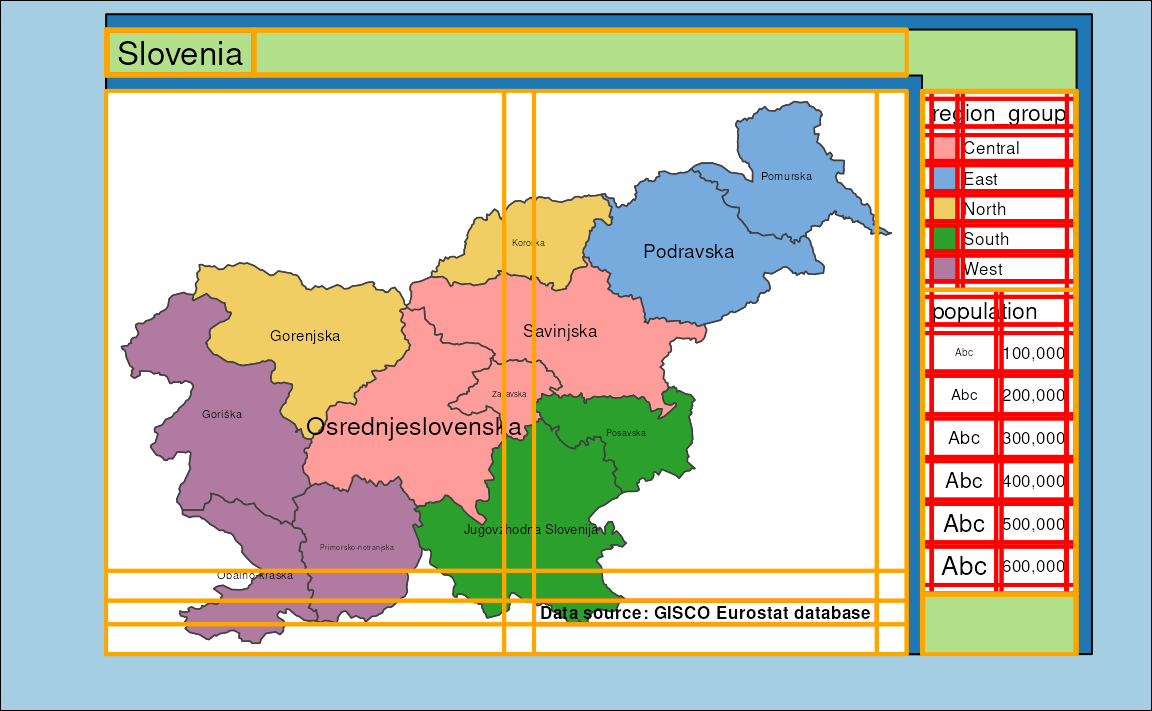 Slovenia
region group
Central
East
North
South
West
population
Abc 100,000
Abc 200,000
Abc 300,000
Abc 400,000
Abc 500,000
Abc 600,000
Pomurska
Koroška
Podravska
Gorenjska
Savinjska
Zasavska
Goriška
Osrednjeslovenska
Posavska
Jugovzhodna Slovenija
Primorsko-notranjska
Obalno-kraška
Data source: GISCO Eurostat database